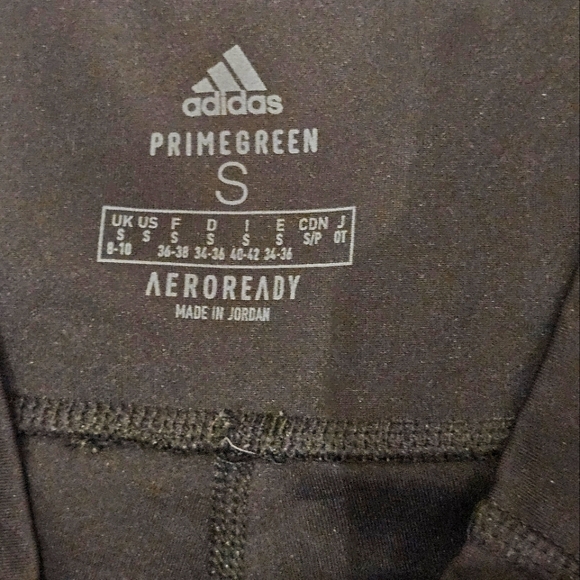 adidas
PRIMEGREEN
S
UK US F D I E CDN J
S S S S S S S/P OT
8-10 36-38 34-36 40-42 34-36
AEROREADY
MADE IN JORDAN